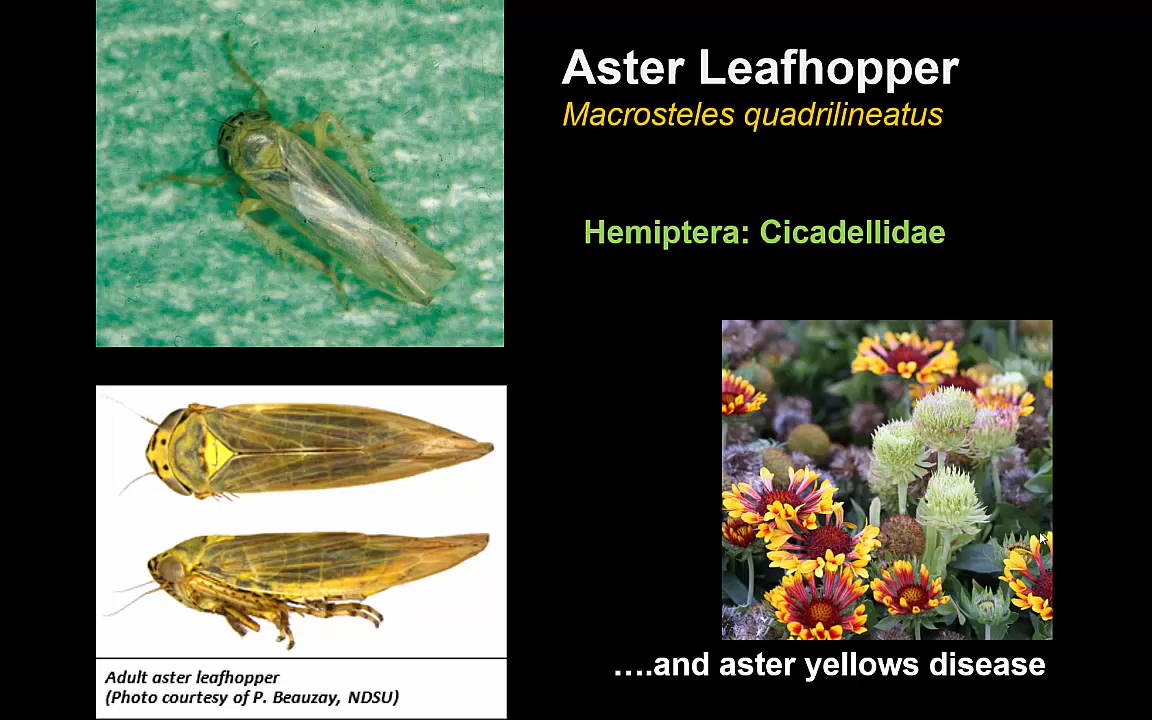 Aster Leafhopper
Macrosteles quadrilineatus
Hemiptera: Cicadellidae
Adult aster leafhopper
(Photo courtesy of P. Beauzay, NDSU)
....and aster yellows disease